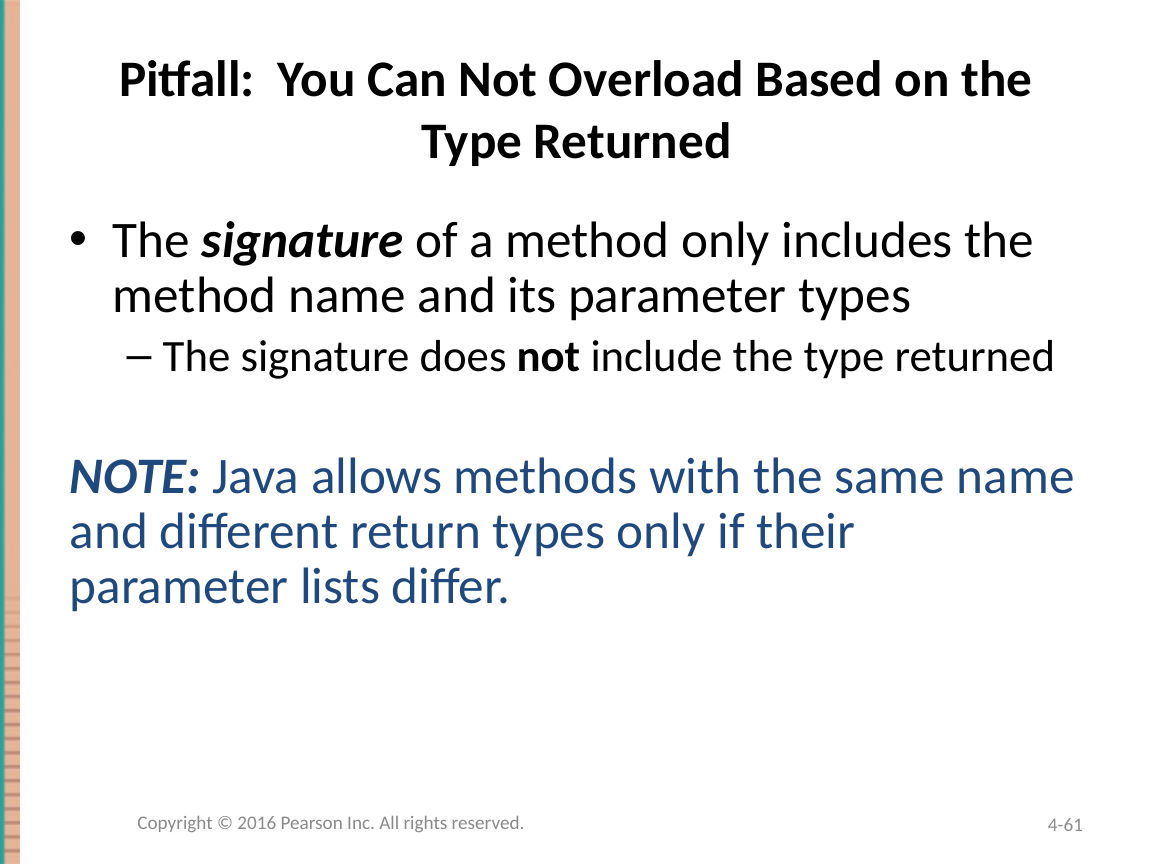 Pitfall:  You Can Not Overload Based on the
Type Returned
• The signature of a method only includes the
method name and its parameter types
– The signature does not include the type returned
NOTE: Java allows methods with the same name
and different return types only if their
parameter lists differ.
Copyright © 2016 Pearson Inc. All rights reserved.
4-61